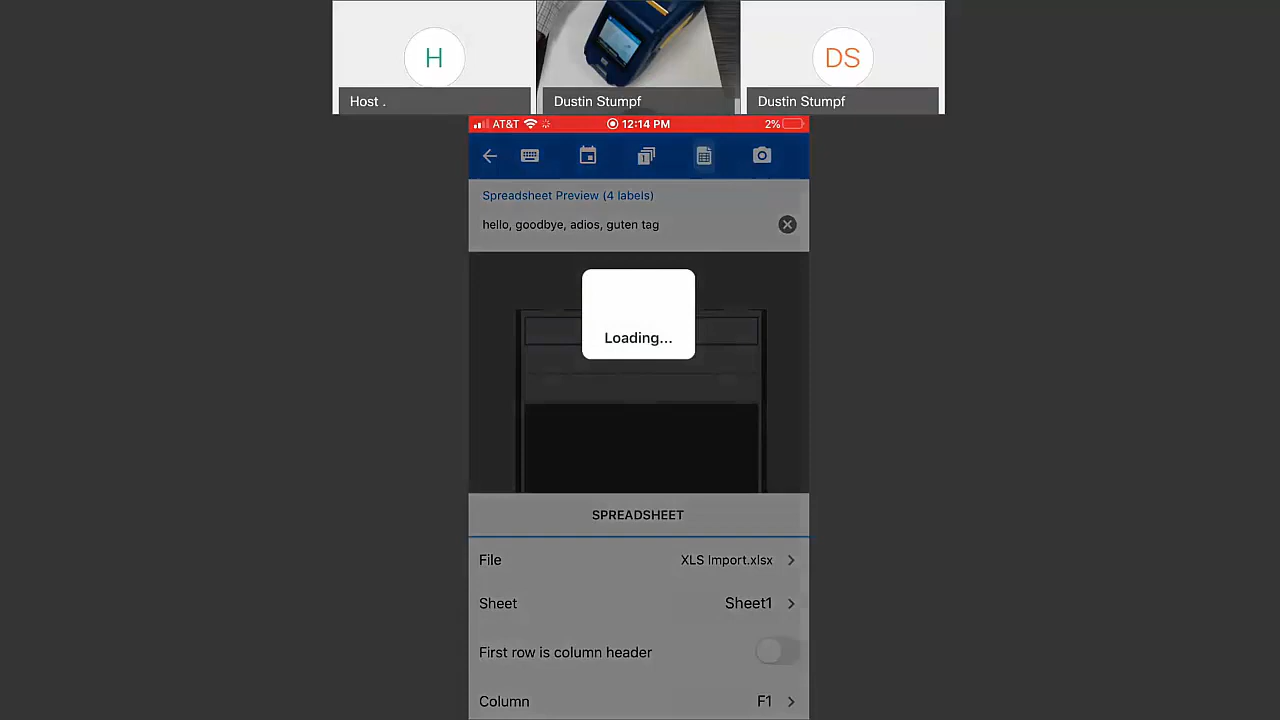 H
DS
Host .
Dustin Stumpf
Dustin Stumpf
AT&T
12:14 PM
2%
1
Spreadsheet Preview (4 labels)
hello, goodbye, adios, guten tag
Loading...
SPREADSHEET
File
XLS Import.xlsx
Sheet
Sheet1
First row is column header
Column
F1